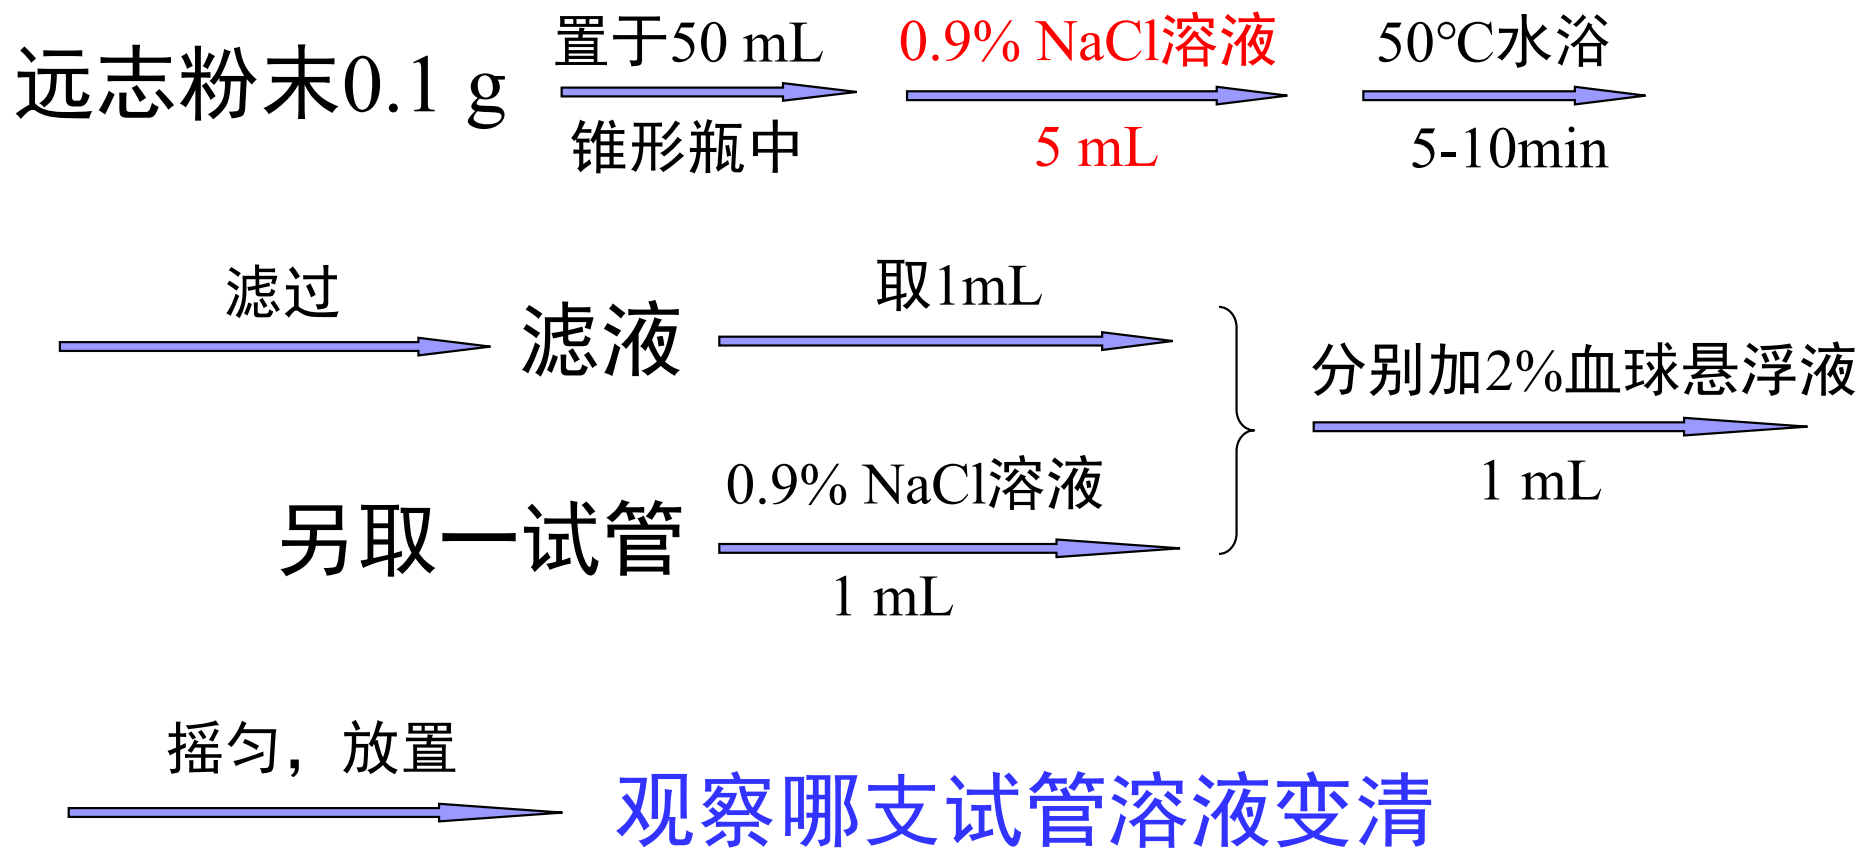 远志粉末0.1 g
置于50 mL
锥形瓶中
0.9% NaCl溶液
5 mL
50℃水浴
5-10min
滤过
滤液
取1mL
另取一试管
0.9% NaCl溶液
1 mL
分别加2%血球悬浮液
1 mL
摇匀，放置
观察哪支试管溶液变清